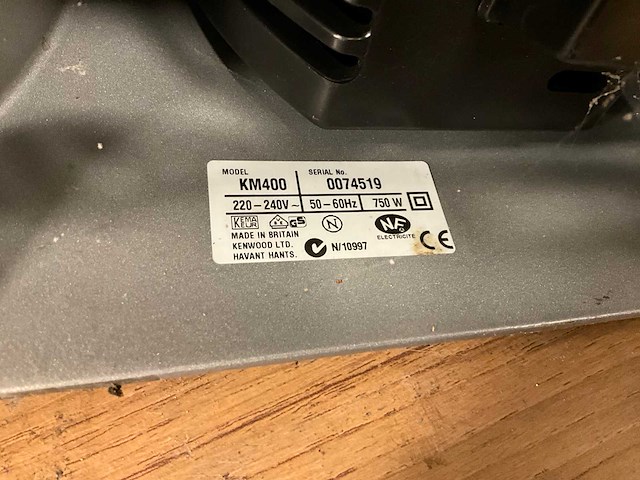 MODEL SERIAL No.
KM400 0074519
220-240V~ 50-60Hz 750 W
KEMA KEUR GS N NF
ELECTRICITE
MADE IN BRITAIN
KENWOOD LTD. N/10997 CE
HAVANT HANTS.